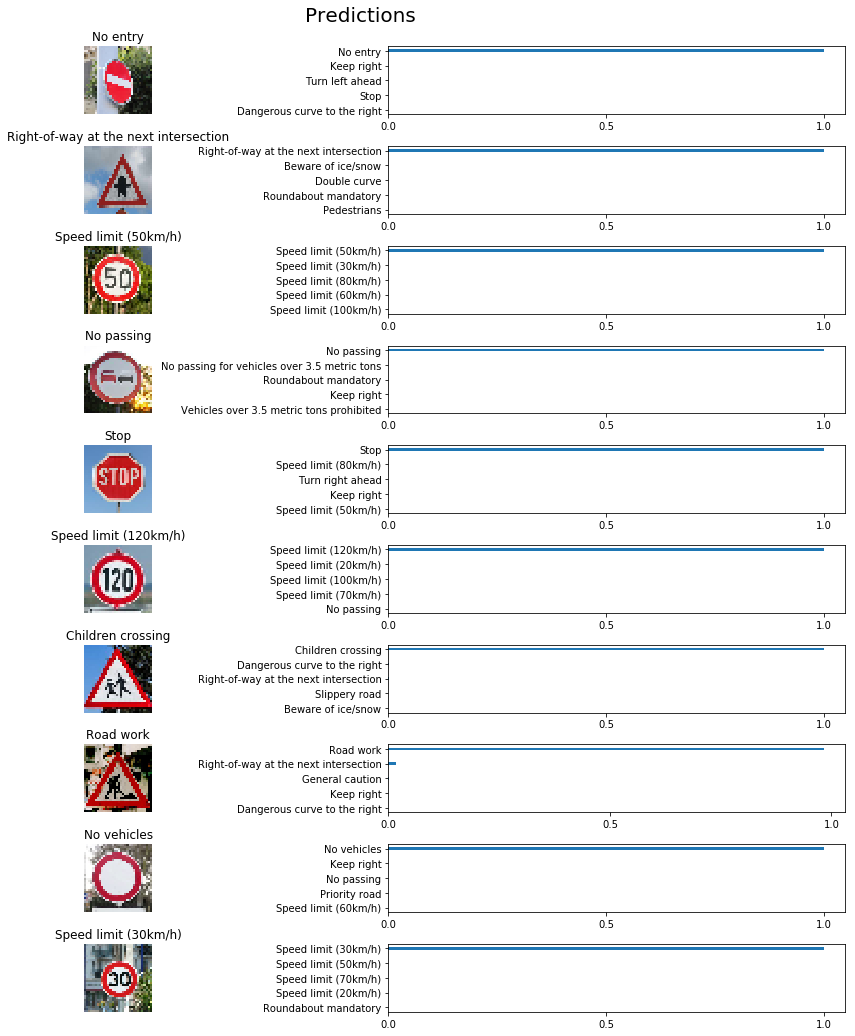 Predictions
No entry
No entry
Keep right
Turn left ahead
Stop
Dangerous curve to the right
0.0 0.5 1.0
Right-of-way at the next intersection
Right-of-way at the next intersection
Beware of ice/snow
Double curve
Roundabout mandatory
Pedestrians
0.0 0.5 1.0
Speed limit (50km/h)
50
Speed limit (50km/h)
Speed limit (30km/h)
Speed limit (80km/h)
Speed limit (60km/h)
Speed limit (100km/h)
0.0 0.5 1.0
No passing
No passing
No passing for vehicles over 3.5 metric tons
Roundabout mandatory
Keep right
Vehicles over 3.5 metric tons prohibited
0.0 0.5 1.0
Stop
STOP
Stop
Speed limit (80km/h)
Turn right ahead
Keep right
Speed limit (50km/h)
0.0 0.5 1.0
Speed limit (120km/h)
120
Speed limit (120km/h)
Speed limit (20km/h)
Speed limit (100km/h)
Speed limit (70km/h)
No passing
0.0 0.5 1.0
Children crossing
Children crossing
Dangerous curve to the right
Right-of-way at the next intersection
Slippery road
Beware of ice/snow
0.0 0.5 1.0
Road work
Road work
Right-of-way at the next intersection
General caution
Keep right
Dangerous curve to the right
0.0 0.5 1.0
No vehicles
No vehicles
Keep right
No passing
Priority road
Speed limit (60km/h)
0.0 0.5 1.0
Speed limit (30km/h)
30
Speed limit (30km/h)
Speed limit (50km/h)
Speed limit (70km/h)
Speed limit (20km/h)
Roundabout mandatory
0.0 0.5 1.0